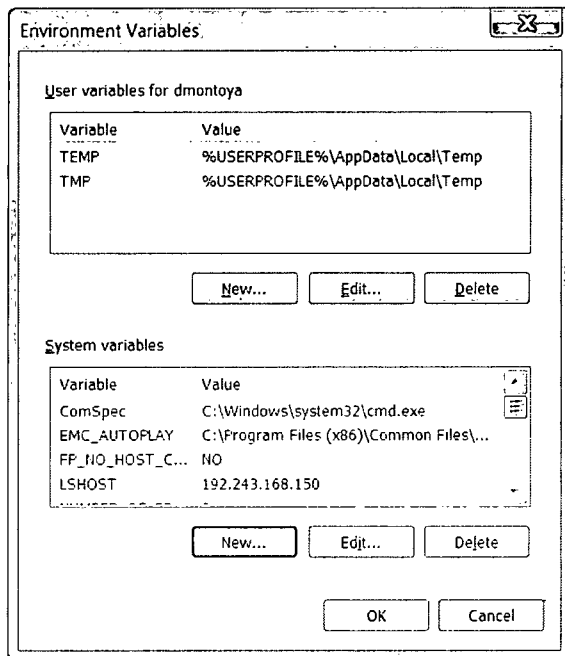 Environment Variables
User variables for dmontoya
Variable Value
TEMP %USERPROFILE%\AppData\Local\Temp
TMP %USERPROFILE%\AppData\Local\Temp
New... Edit... Delete
System variables
Variable Value
ComSpec C:\Windows\system32\cmd.exe
EMC_AUTOPLAY C:\Program Files (x86)\Common Files\...
FP_NO_HOST_C... NO
LSHOST 192.243.168.150
New... Edit... Delete
OK Cancel